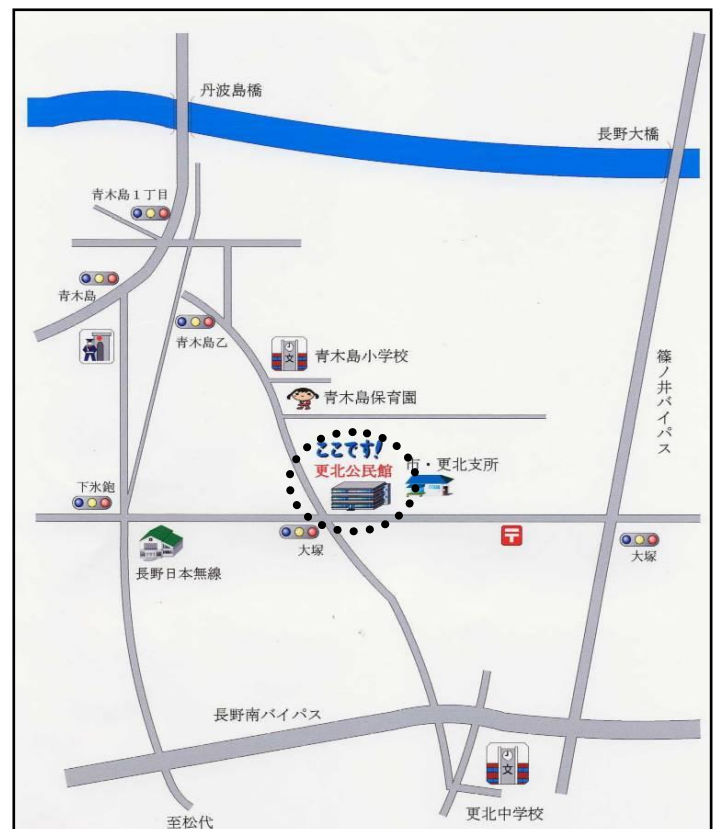 丹波島橋
長野大橋
青木島1丁目
青木島
青木島乙
文
青木島小学校
篠ノ井バイパス
青木島保育園
ここです!
更北公民館
市・更北支所
下氷鉋
大塚
〒
大塚
長野日本無線
長野南バイパス
文
更北中学校
至松代